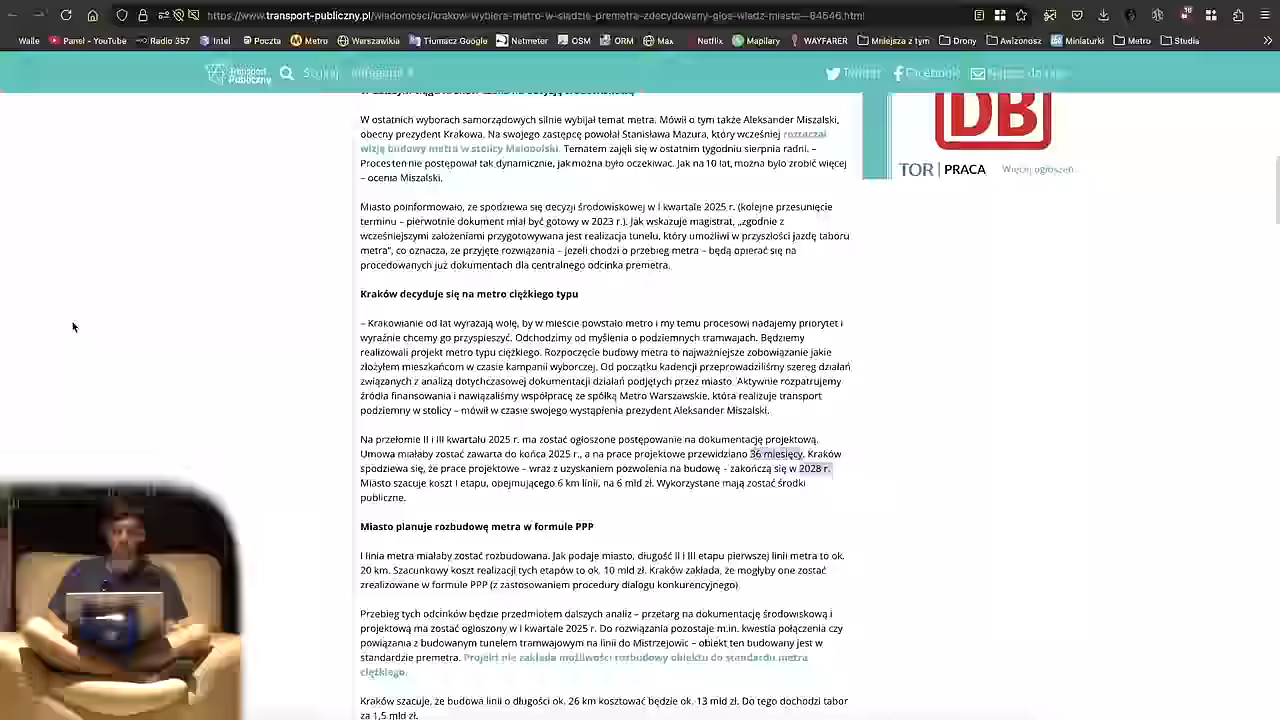 https://www.transport-publiczny.pl/wiadomosci/krakow-wybiera-metro-w-sladzie-premetra-zdecydowany-glos-wladz-miasta--84546.html
Walle Panel - YouTube Radio 357 Intel Poczta Metro Warszawikia Tłumacz Google Netmeter OSM ORM Max Netflix Mapilary WAYFARER Mniejsza z tym Drony Awizonosz Miniaturki Metro Studia
Transport Publiczny Szukaj Twitter Facebook
DB
TOR | PRACA Więcej ogłoszeń
W ostatnich wyborach samorządowych silnie wybijał temat metra. Mówił o tym także Aleksander Miszalski,
obecny prezydent Krakowa. Na swojego zastępcę powołał Stanisława Mazura, który wcześniej roztaczał
wizję budowy metra w stolicy Małopolski. Tematem zajęli się w ostatnim tygodniu sierpnia radni. –
Proces ten nie postępował tak dynamicznie, jak można było oczekiwać. Jak na 10 lat, można było zrobić więcej
– ocenia Miszalski.
Miasto poinformowało, że spodziewa się decyzji środowiskowej w I kwartale 2025 r. (kolejne przesunięcie
terminu – pierwotnie dokument miał być gotowy w 2023 r.). Jak wskazuje magistrat, „zgodnie z
wcześniejszymi założeniami przygotowywana jest realizacja tunelu, który umożliwi w przyszłości jazdę taboru
metra”, co oznacza, że przyjęte rozwiązania – jeżeli chodzi o przebieg metra – będą opierać się na
procedowanych już dokumentach dla centralnego odcinka premetra.
Kraków decyduje się na metro ciężkiego typu
– Krakowianie od lat wyrażają wolę, by w mieście powstało metro i my temu procesowi nadajemy priorytet i
wyraźnie chcemy go przyspieszyć. Odchodzimy od myślenia o podziemnych tramwajach. Będziemy
realizowali projekt metro typu ciężkiego. Rozpoczęcie budowy metra to najważniejsze zobowiązanie jakie
złożyłem mieszkańcom w czasie kampanii wyborczej. Od początku kadencji przeprowadziliśmy szereg działań
związanych z analizą dotychczasowej dokumentacji działań podjętych przez miasto. Aktywnie rozpatrujemy
źródła finansowania i nawiązaliśmy współpracę ze spółką Metro Warszawskie, która realizuje transport
podziemny w stolicy – mówił w czasie swojego wystąpienia prezydent Aleksander Miszalski.
Na przełomie II i III kwartału 2025 r. ma zostać ogłoszone postępowanie na dokumentację projektową.
Umowa miałaby zostać zawarta do końca 2025 r., a na prace projektowe przewidziano 36 miesięcy. Kraków
spodziewa się, że prace projektowe – wraz z uzyskaniem pozwolenia na budowę – zakończą się w 2028 r.
Miasto szacuje koszt I etapu, obejmującego 6 km linii, na 6 mld zł. Wykorzystane mają zostać środki
publiczne.
Miasto planuje rozbudowę metra w formule PPP
I linia metra miałaby zostać rozbudowana. Jak podaje miasto, długość II i III etapu pierwszej linii metra to ok.
20 km. Szacunkowy koszt realizacji tych etapów to ok. 10 mld zł. Kraków zakłada, że mogłyby one zostać
zrealizowane w formule PPP (z zastosowaniem procedury dialogu konkurencyjnego).
Przebieg tych odcinków będzie przedmiotem dalszych analiz – przetarg na dokumentację środowiskową i
projektową ma zostać ogłoszony w I kwartale 2025 r. Do rozwiązania pozostaje m.in. kwestia połączenia czy
powiązania z budowanym tunelem tramwajowym na linii do Mistrzejowic – obiekt ten budowany jest w
standardzie premetra. Projekt nie zakłada możliwości rozbudowy obiektu do standardu metra
ciężkiego.
Kraków szacuje, że budowa linii o długości ok. 26 km kosztować będzie ok. 13 mld zł. Do tego dochodzi tabor
za 1,5 mld zł.